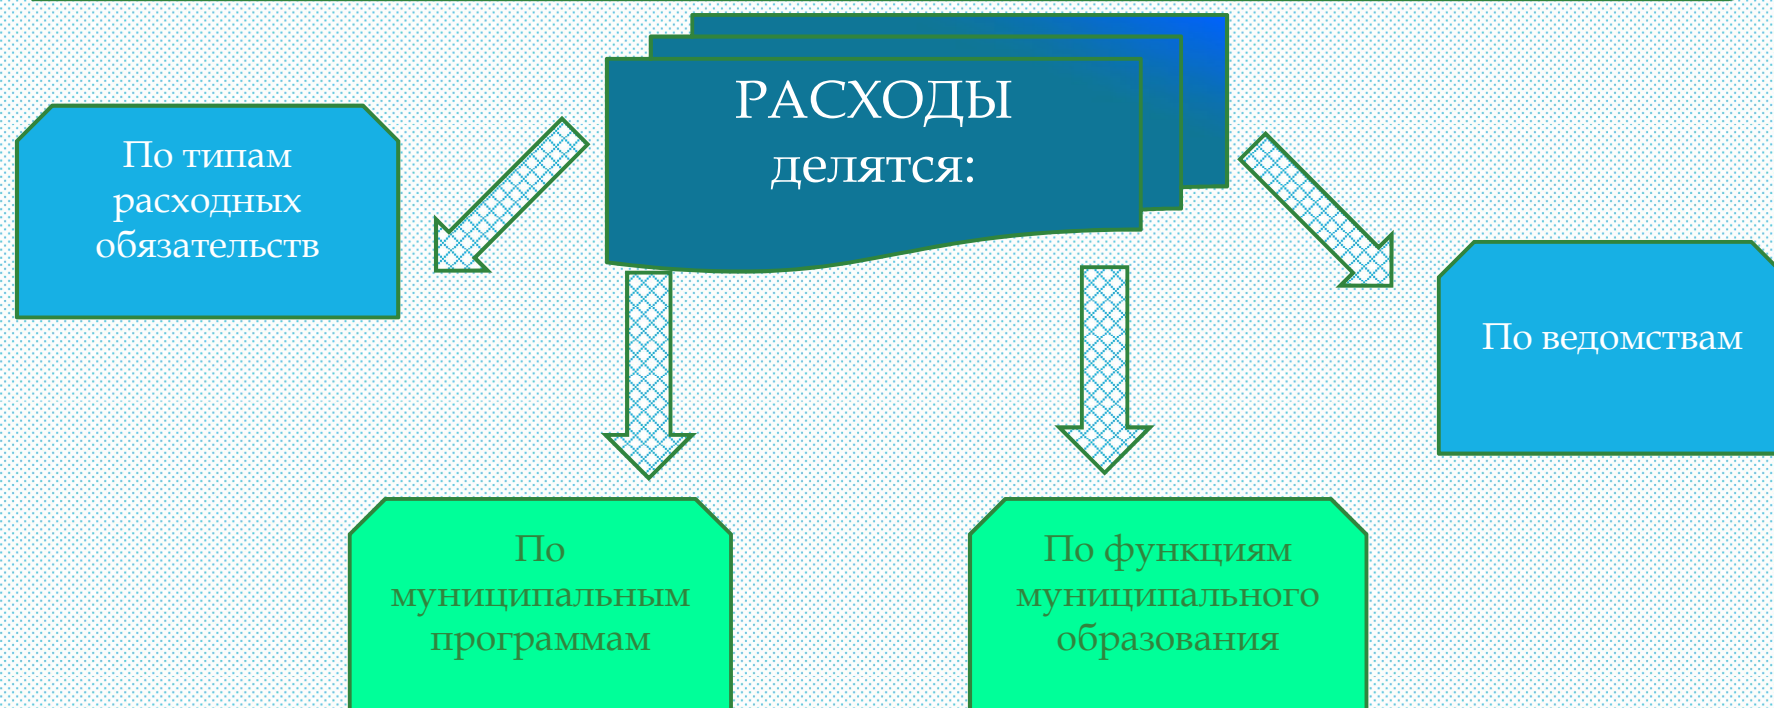 РАСХОДЫ
делятся:
По типам
расходных
обязательств
По ведомствам
По
муниципальным
программам
По функциям
муниципального
образования